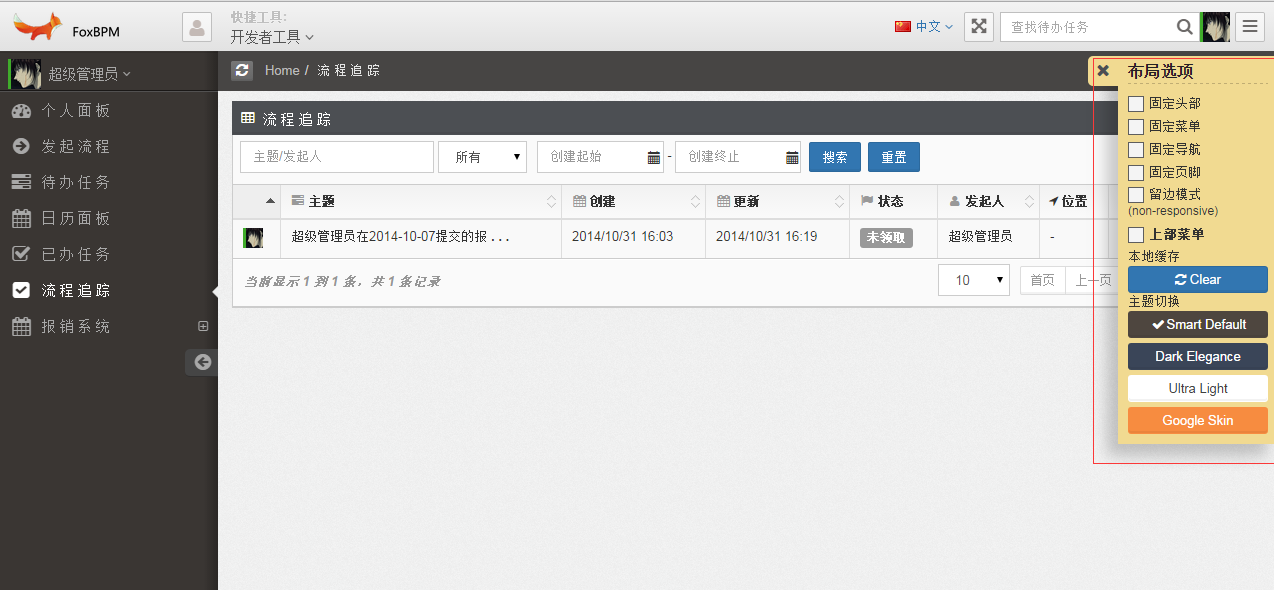 FoxBPM
快捷工具:
开发者工具
中文
查找待办任务
超级管理员
个人面板
发起流程
待办任务
日历面板
已办任务
流程追踪
报销系统
Home / 流程追踪
流程追踪
主题/发起人
所有
创建起始
-
创建终止
搜索
重置
主题
创建
更新
状态
发起人
位置
超级管理员在2014-10-07提交的报 . . .
2014/10/31 16:03
2014/10/31 16:19
未领取
超级管理员
-
当前显示 1 到 1 条，共 1 条记录
10
首页
上一页
布局选项
固定头部
固定菜单
固定导航
固定页脚
留边模式
(non-responsive)
上部菜单
本地缓存
Clear
主题切换
Smart Default
Dark Elegance
Ultra Light
Google Skin